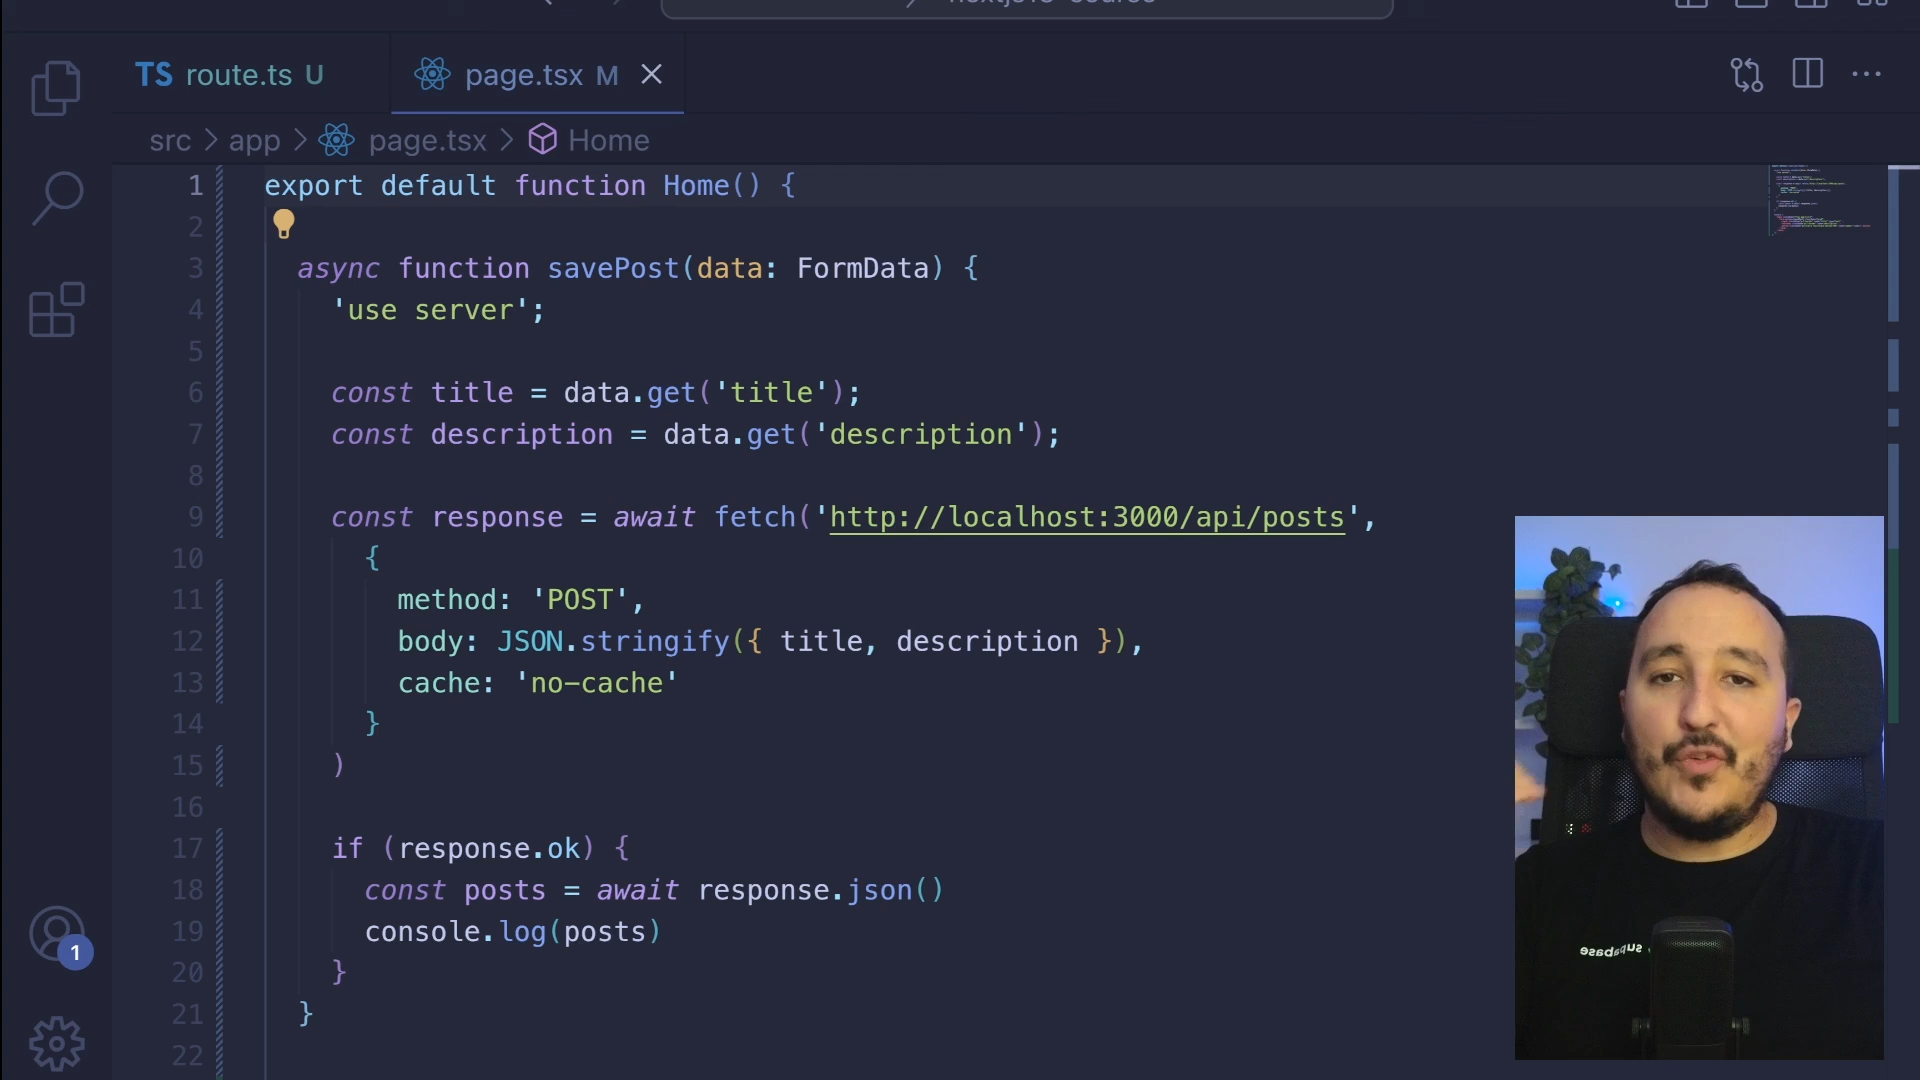 TS route.ts U
page.tsx M
src > app > page.tsx > Home
1 export default function Home() {
2
3 async function savePost(data: FormData) {
4 'use server';
5
6 const title = data.get('title');
7 const description = data.get('description');
8
9 const response = await fetch('http://localhost:3000/api/posts',
10 {
11 method: 'POST',
12 body: JSON.stringify({ title, description }),
13 cache: 'no-cache'
14 }
15 )
16
17 if (response.ok) {
18 const posts = await response.json()
19 console.log(posts)
20 }
21 }
22
1
supabase